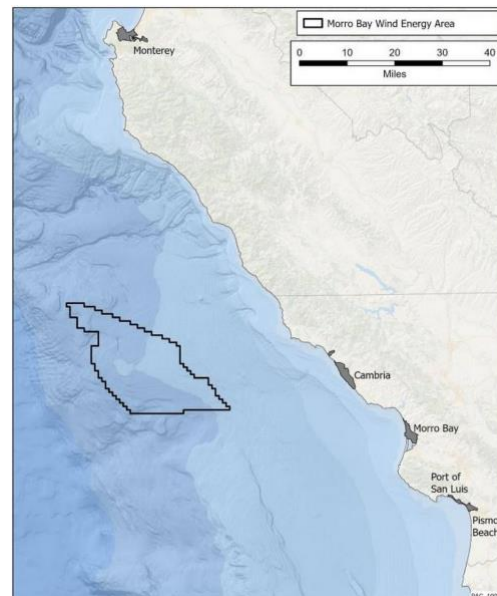 Morro Bay Wind Energy Area
0 10 20 30 40
Miles
Monterey
Cambria
Morro Bay
Port of
San Luis
Pismo
Beach